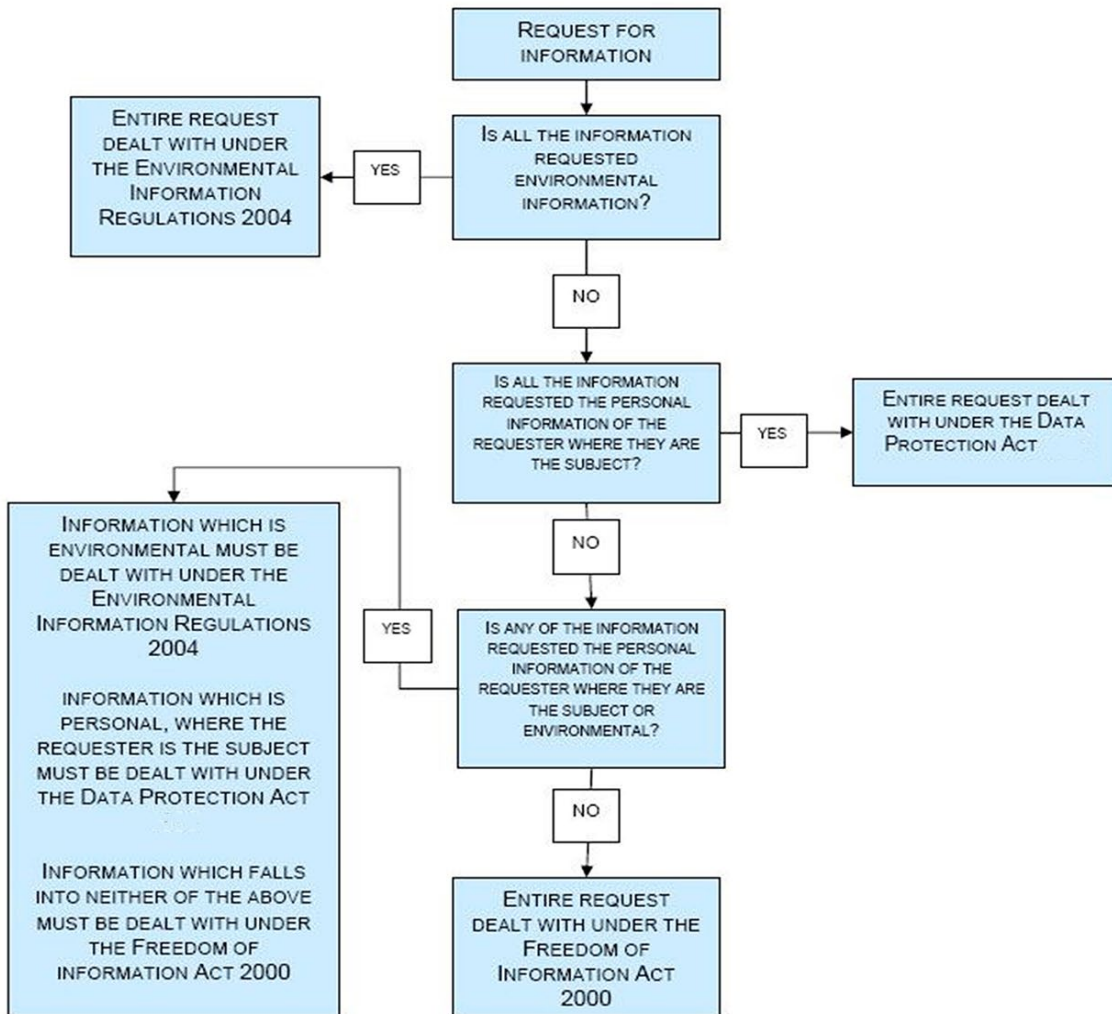 REQUEST FOR
INFORMATION
ENTIRE REQUEST
DEALT WITH UNDER
THE ENVIRONMENTAL
INFORMATION
REGULATIONS 2004
YES
IS ALL THE INFORMATION
REQUESTED
ENVIRONMENTAL
INFORMATION?
NO
IS ALL THE INFORMATION
REQUESTED THE PERSONAL
INFORMATION OF THE
REQUESTER WHERE THEY ARE
THE SUBJECT?
YES
ENTIRE REQUEST DEALT
WITH UNDER THE DATA
PROTECTION ACT
NO
IS ANY OF THE INFORMATION
REQUESTED THE PERSONAL
INFORMATION OF THE
REQUESTER WHERE THEY ARE
THE SUBJECT OR
ENVIRONMENTAL?
YES
INFORMATION WHICH IS
ENVIRONMENTAL MUST BE
DEALT WITH UNDER THE
ENVIRONMENTAL
INFORMATION REGULATIONS
2004
INFORMATION WHICH IS
PERSONAL, WHERE THE
REQUESTER IS THE SUBJECT
MUST BE DEALT WITH UNDER
THE DATA PROTECTION ACT
INFORMATION WHICH FALLS
INTO NEITHER OF THE ABOVE
MUST BE DEALT WITH UNDER
THE FREEDOM OF
INFORMATION ACT 2000
NO
ENTIRE REQUEST
DEALT WITH UNDER THE
FREEDOM OF
INFORMATION ACT
2000